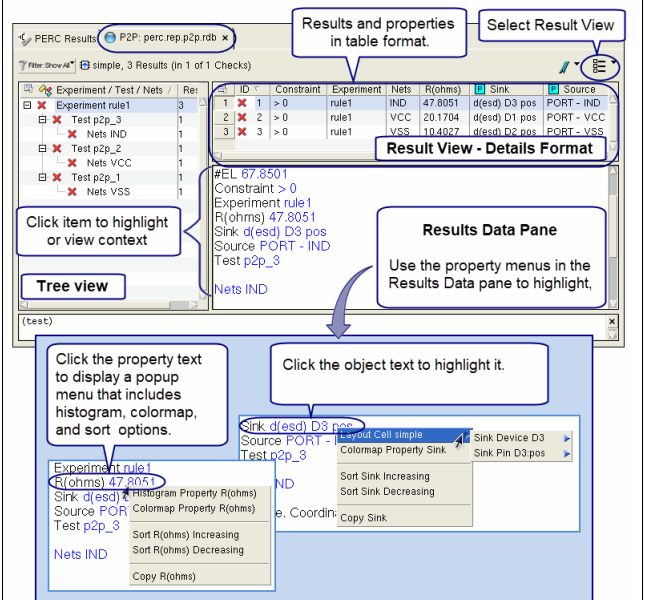 Results and properties
in table format.
Select Result View
PERC Results
P2P: perc.rep.p2p.rdb ×
Filter: Show All
simple, 3 Results (in 1 of 1 Checks)
Experiment / Test / Nets / Res
Experiment rule1 3
Test p2p_3 1
Nets IND 1
Test p2p_2 1
Nets VCC 1
Test p2p_1 1
Nets VSS 1
ID Constraint Experiment Nets R(ohms) P Sink P Source
1 1 > 0 rule1 IND 47.8051 d(esd) D3 pos PORT - IND
2 2 > 0 rule1 VCC 20.1704 d(esd) D1 pos PORT - VCC
3 3 > 0 rule1 VSS 10.4027 d(esd) D2 pos PORT - VSS
Result View - Details Format
#EL 67.8501
Constraint > 0
Experiment rule1
R(ohms) 47.8051
Sink d(esd) D3 pos
Source PORT - IND
Test p2p_3
Nets IND
Click item to highlight
or view context
Tree view
Results Data Pane
Use the property menus in the
Results Data pane to highlight,
(test)
Click the property text
to display a popup
menu that includes
histogram, colormap,
and sort options.
Click the object text to highlight it.
Sink d(esd) D3 pos
Source PORT -
Test p2p_3
ND
e. Coordin
Layout Cell simple
Colormap Property Sink
Sort Sink Increasing
Sort Sink Decreasing
Copy Sink
Sink Device D3
Sink Pin D3:pos
Experiment rule1
R(ohms) 47.8051
Sink d(esd)
Source POR
Test p2p_3
Nets IND
Histogram Property R(ohms)
Colormap Property R(ohms)
Sort R(ohms) Increasing
Sort R(ohms) Decreasing
Copy R(ohms)